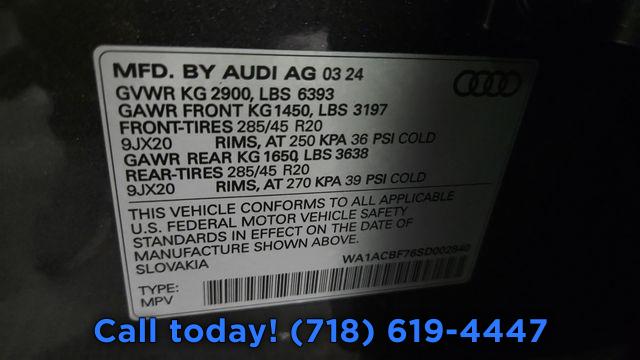 MFD. BY AUDI AG 03 24
GVWR KG 2900, LBS 6393
GAWR FRONT KG 1450, LBS 3197
FRONT-TIRES 285/45 R20
9JX20 RIMS, AT 250 KPA 36 PSI COLD
GAWR REAR KG 1650, LBS 3638
REAR-TIRES 285/45 R20
9JX20 RIMS, AT 270 KPA 39 PSI COLD
THIS VEHICLE CONFORMS TO ALL APPLICABLE
U.S. FEDERAL MOTOR VEHICLE SAFETY
STANDARDS IN EFFECT ON THE DATE OF
MANUFACTURE SHOWN ABOVE.
SLOVAKIA
WA1ACBF76SD002840
TYPE:
MPV
Call today! (718) 619-4447